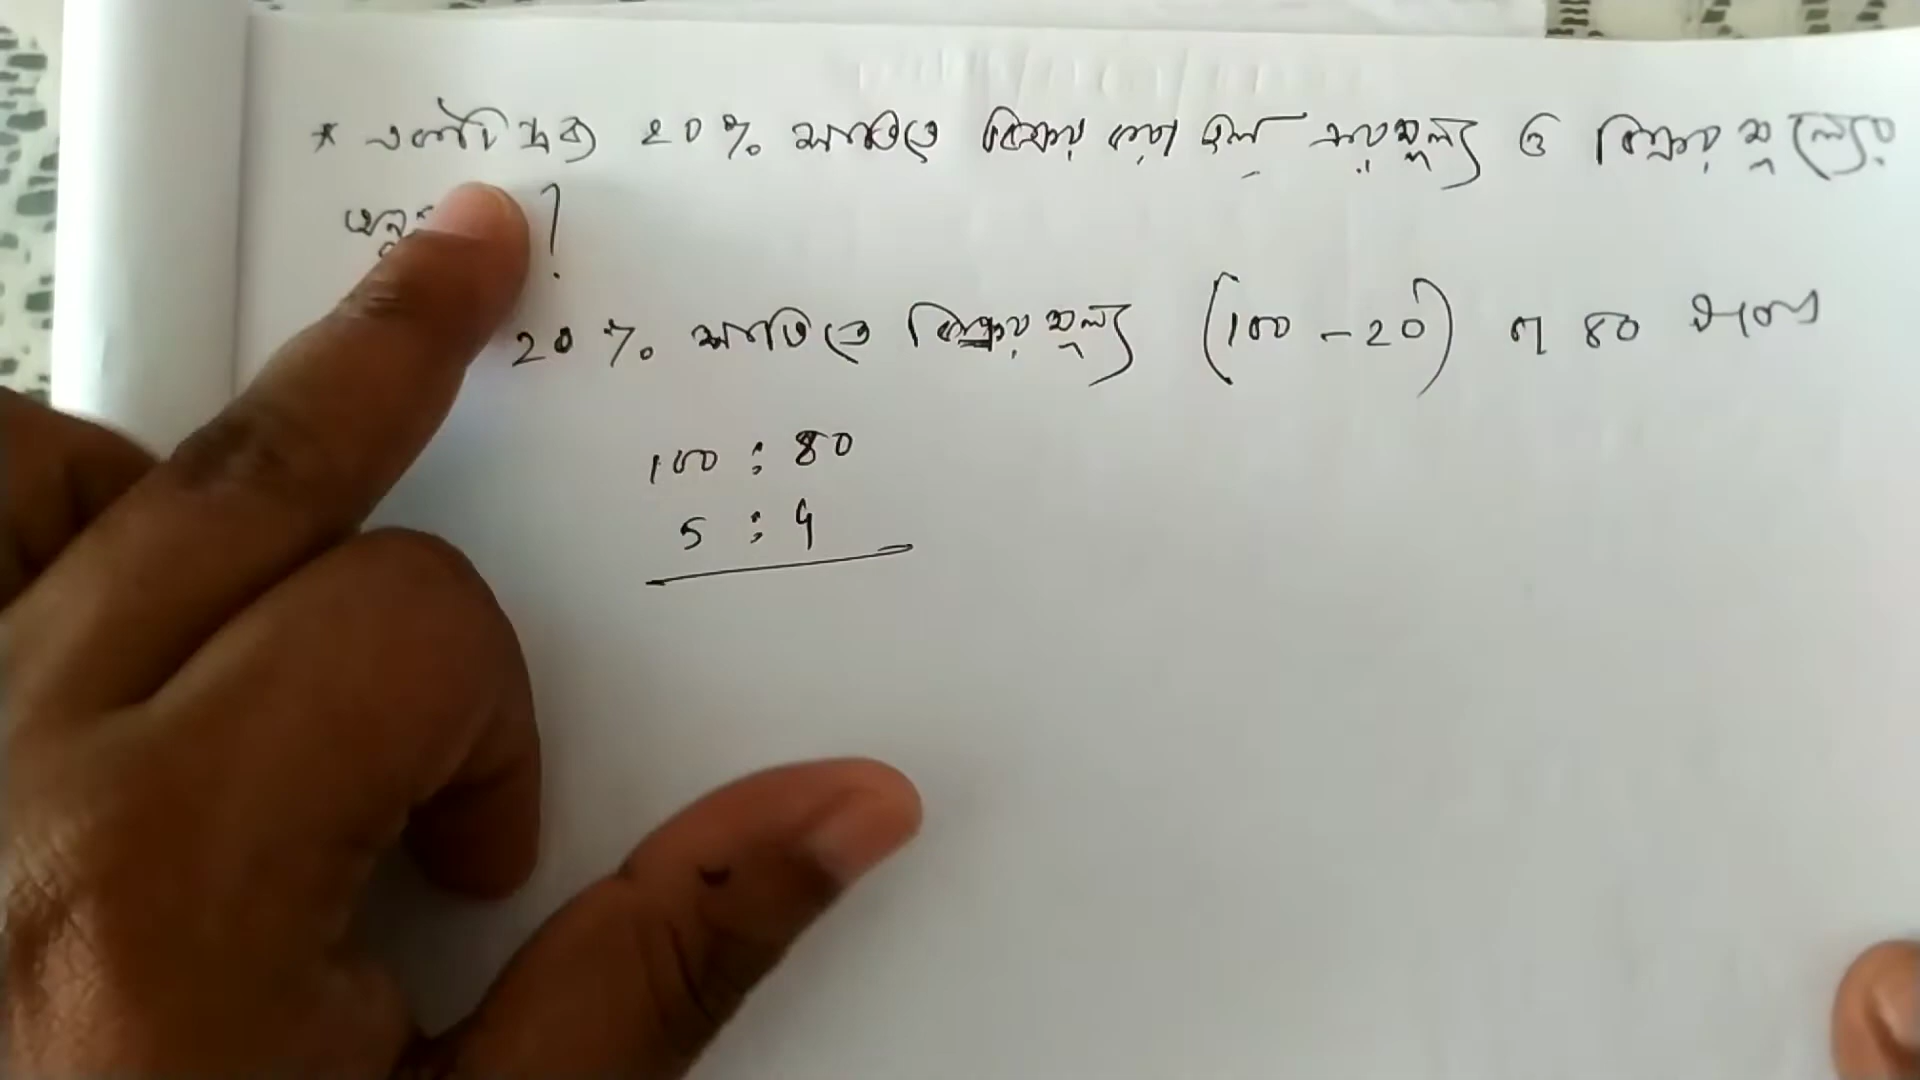 * একটি দ্রব্য 20% ক্ষতিতে বিক্রয় করা হল ক্রয়মূল্য ও বিক্রয় মূল্যের
?
20% ক্ষতিতে বিক্রয় মূল্য (100 - 20) বা 80 টাকা
100 : 80
5 : 4